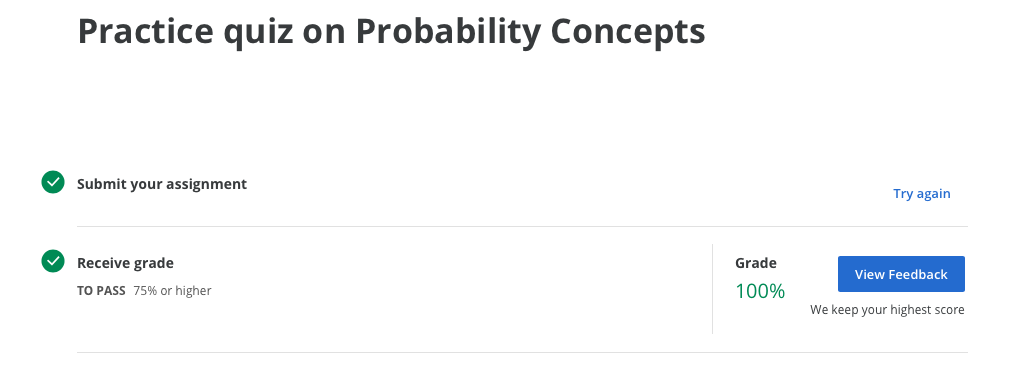 Practice quiz on Probability Concepts
Submit your assignment
Try again
Receive grade
TO PASS 75% or higher
Grade
100%
View Feedback
We keep your highest score